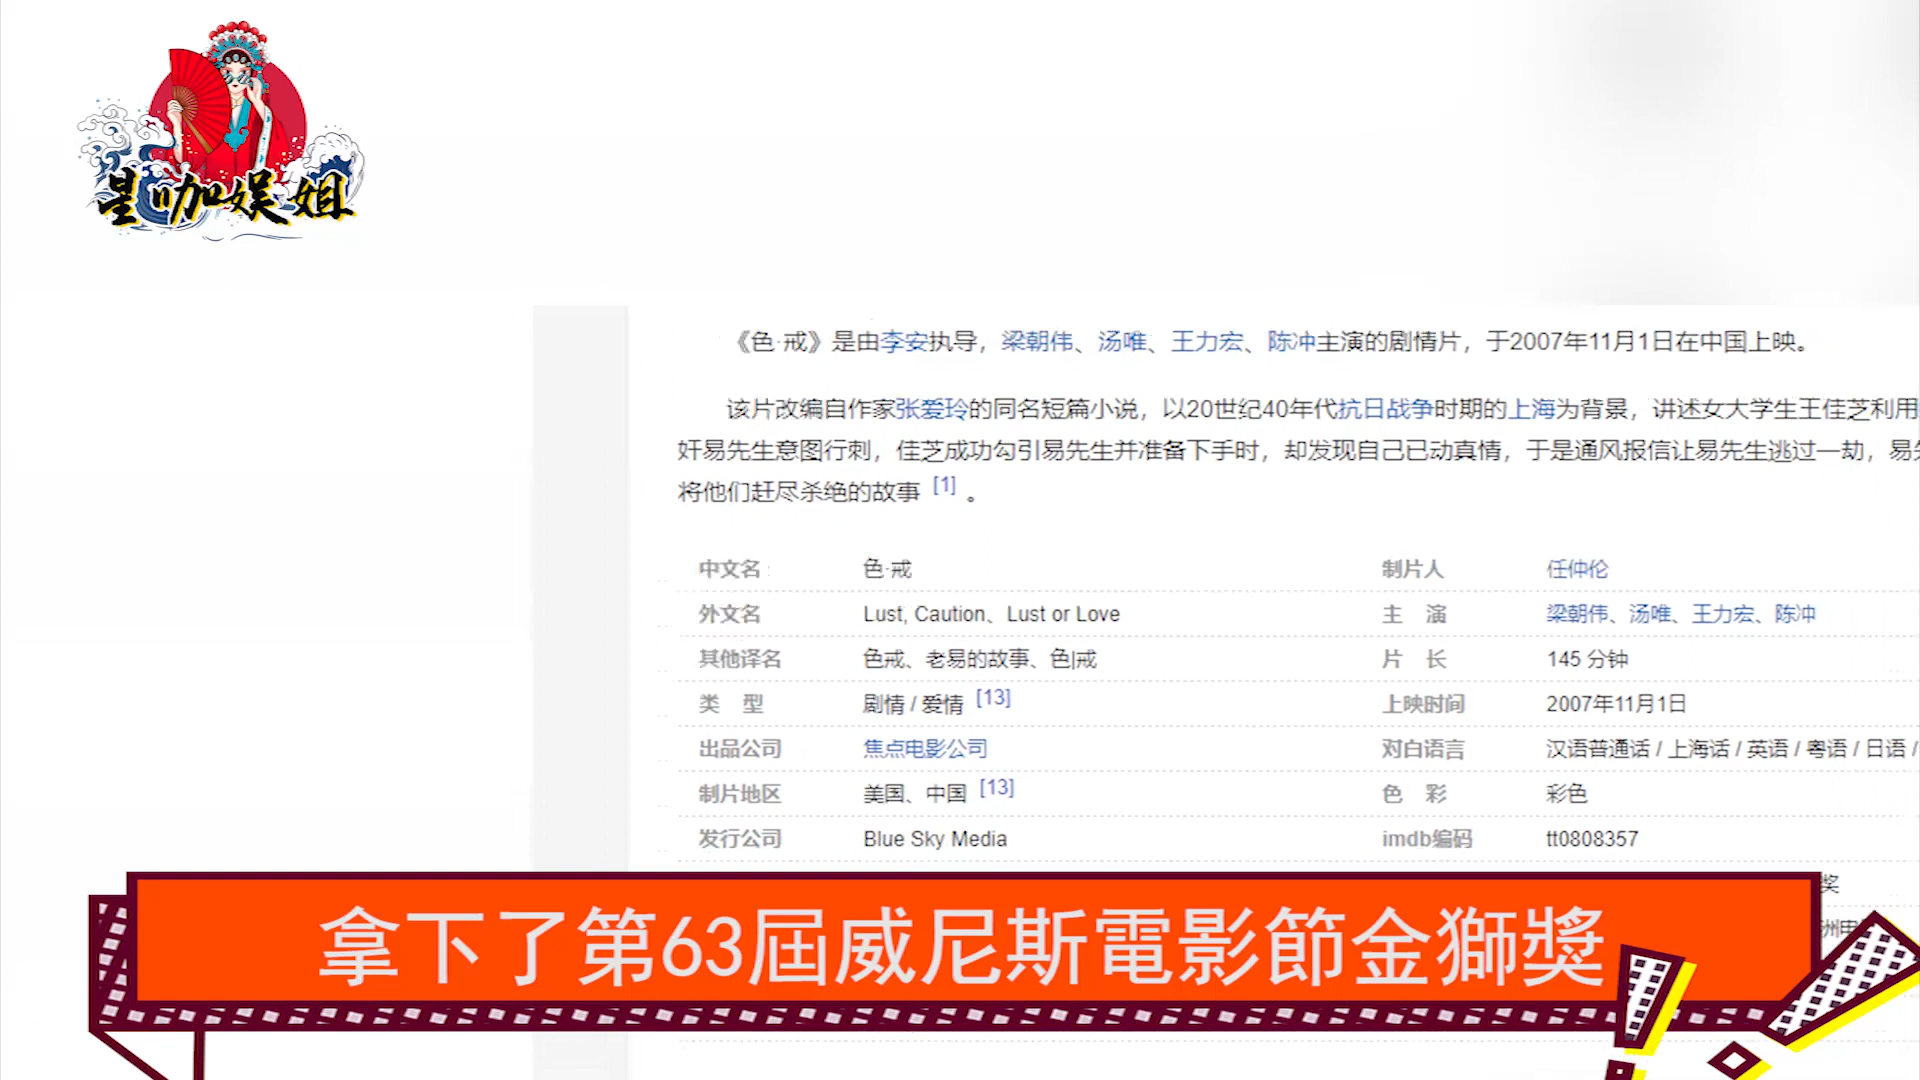 星咖娱姐
《色·戒》是由李安执导，梁朝伟、汤唯、王力宏、陈冲主演的剧情片，于2007年11月1日在中国上映。
该片改编自作家张爱玲的同名短篇小说，以20世纪40年代抗日战争时期的上海为背景，讲述女大学生王佳芝利用
奸易先生意图行刺，佳芝成功勾引易先生并准备下手时，却发现自己已动真情，于是通风报信让易先生逃过一劫，易
将他们赶尽杀绝的故事 [1] 。
中文名 色·戒 制片人 任仲伦
外文名 Lust, Caution、Lust or Love 主 演 梁朝伟、汤唯、王力宏、陈冲
其他译名 色戒、老易的故事、色|戒 片 长 145 分钟
类 型 剧情 / 爱情 [13] 上映时间 2007年11月1日
出品公司 焦点电影公司 对白语言 汉语普通话 / 上海话 / 英语 / 粤语 / 日语 /
制片地区 美国、中国 [13] 色 彩 彩色
发行公司 Blue Sky Media imdb编码 tt0808357
奖
洲电
拿下了第63屆威尼斯電影節金獅獎